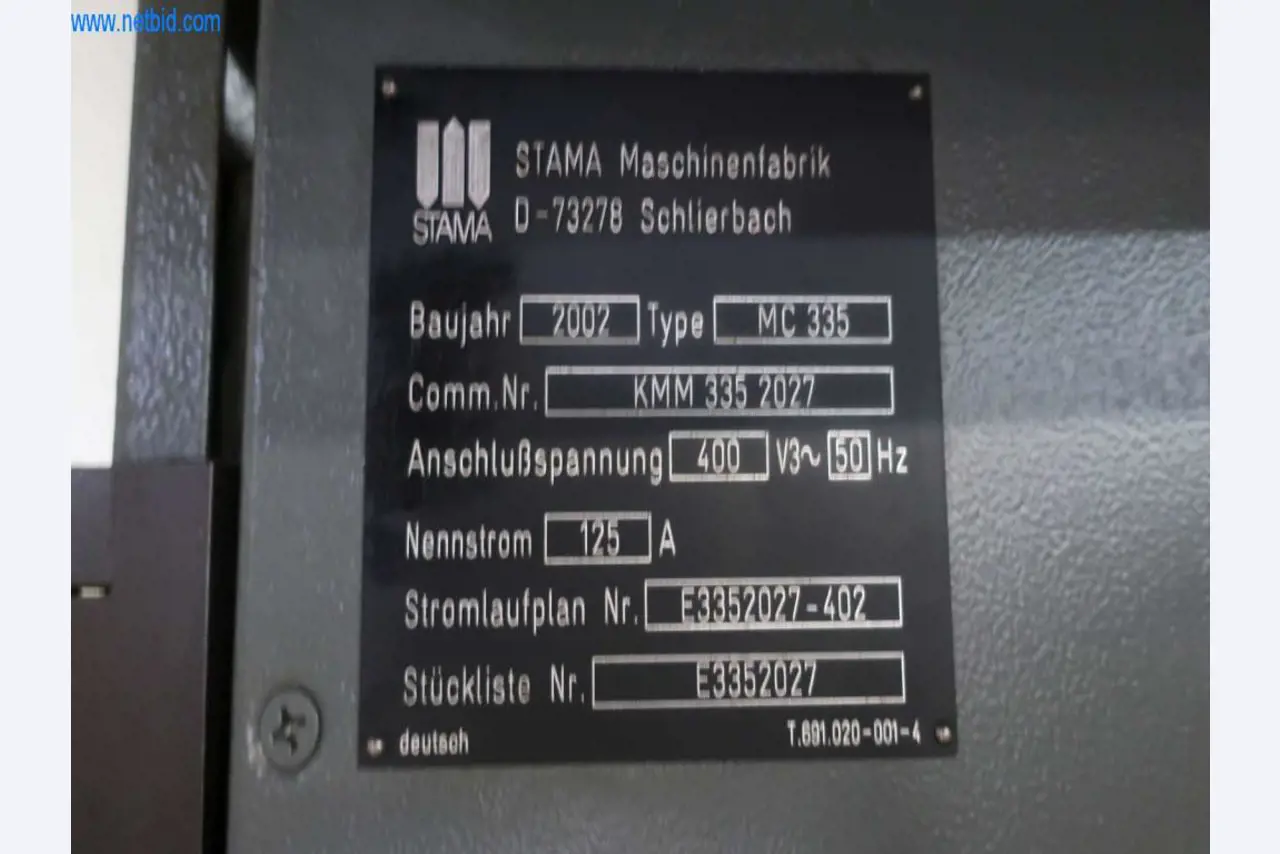 www.netbid.com
STAMA
STAMA Maschinenfabrik
D-73278 Schlierbach
Baujahr 2002 Type MC 335
Comm.Nr. KMM 335 2027
Anschlußspannung 400 V3~ 50 Hz
Nennstrom 125 A
Stromlaufplan Nr. E3352027-402
Stückliste Nr. E3352027
deutsch T.691.020-001-4